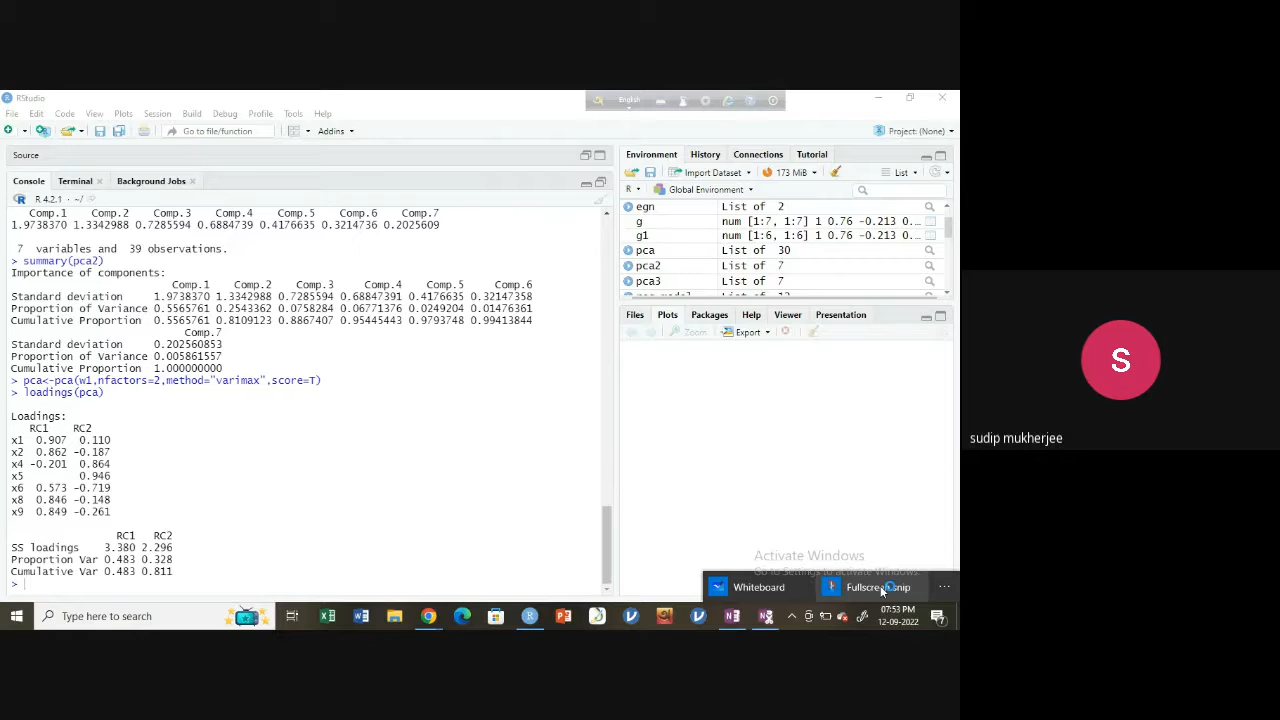 RStudio
English
File Edit Code View Plots Session Build Debug Profile Tools Help
Go to file/function Addins Project: (None)
Source
Console Terminal Background Jobs
R 4.2.1 · ~/
Comp.1 Comp.2 Comp.3 Comp.4 Comp.5 Comp.6 Comp.7
1.9738370 1.3342988 0.7285594 0.6884739 0.4176635 0.3214736 0.2025609
7 variables and 39 observations.
> summary(pca2)
Importance of components:
Comp.1 Comp.2 Comp.3 Comp.4 Comp.5 Comp.6
Standard deviation 1.9738370 1.3342988 0.7285594 0.68847391 0.4176635 0.32147358
Proportion of Variance 0.5565761 0.2543362 0.0758284 0.06771376 0.0249204 0.01476361
Cumulative Proportion 0.5565761 0.8109123 0.8867407 0.95445443 0.9793748 0.99413844
Comp.7
Standard deviation 0.202560853
Proportion of Variance 0.005861557
Cumulative Proportion 1.000000000
> pca<-pca(w1,nfactors=2,method="varimax",score=T)
> loadings(pca)
Loadings:
RC1 RC2
x1 0.907 0.110
x2 0.862 -0.187
x4 -0.201 0.864
x5 0.946
x6 0.573 -0.719
x8 0.846 -0.148
x9 0.849 -0.261
RC1 RC2
SS loadings 3.380 2.296
Proportion Var 0.483 0.328
Cumulative Var 0.483 0.811
>
Environment History Connections Tutorial
Import Dataset 173 MiB List
R Global Environment
egn List of 2
g num [1:7, 1:7] 1 0.76 -0.213 0...
g1 num [1:6, 1:6] 1 0.76 -0.213 0...
pca List of 30
pca2 List of 7
pca3 List of 7
Files Plots Packages Help Viewer Presentation
Zoom Export
Activate Windows
Go to Settings to activate Windows.
Whiteboard Fullscreen snip
Type here to search
07:53 PM
12-09-2022
7
S
sudip mukherjee